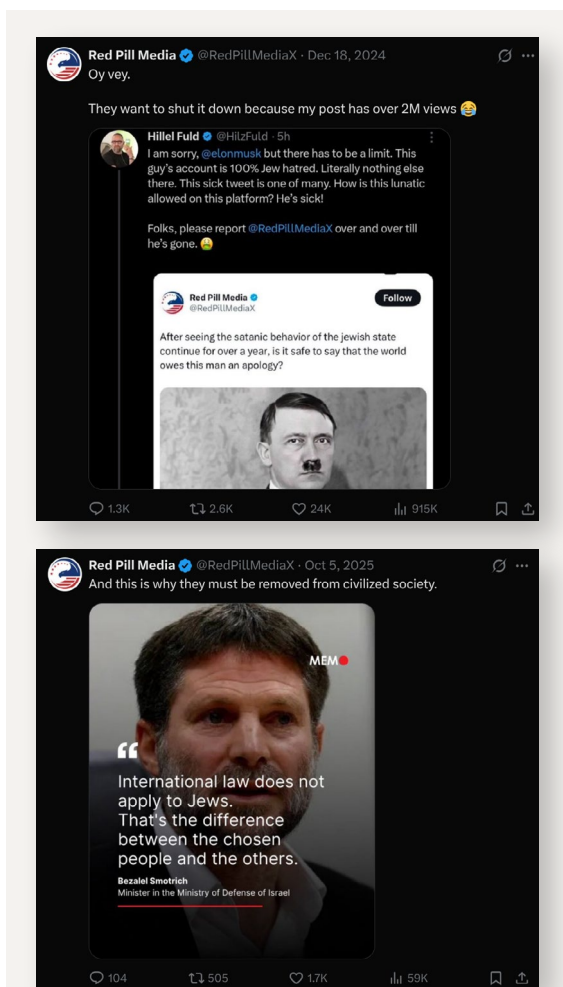 Red Pill Media @RedPillMediaX · Dec 18, 2024
Oy vey.
They want to shut it down because my post has over 2M views 😂
Hillel Fuld @HilzFuld · 5h
I am sorry, @elonmusk but there has to be a limit. This
guy's account is 100% Jew hatred. Literally nothing else
there. This sick tweet is one of many. How is this lunatic
allowed on this platform? He's sick!
Folks, please report @RedPillMediaX over and over till
he's gone. 🤮
Red Pill Media
@RedPillMediaX
Follow
After seeing the satanic behavior of the jewish state
continue for over a year, is it safe to say that the world
owes this man an apology?
1.3K 2.6K 24K 915K
Red Pill Media @RedPillMediaX · Oct 5, 2025
And this is why they must be removed from civilized society.
MEMO
“
International law does not
apply to Jews.
That's the difference
between the chosen
people and the others.
Bezalel Smotrich
Minister in the Ministry of Defense of Israel
104 505 1.7K 59K